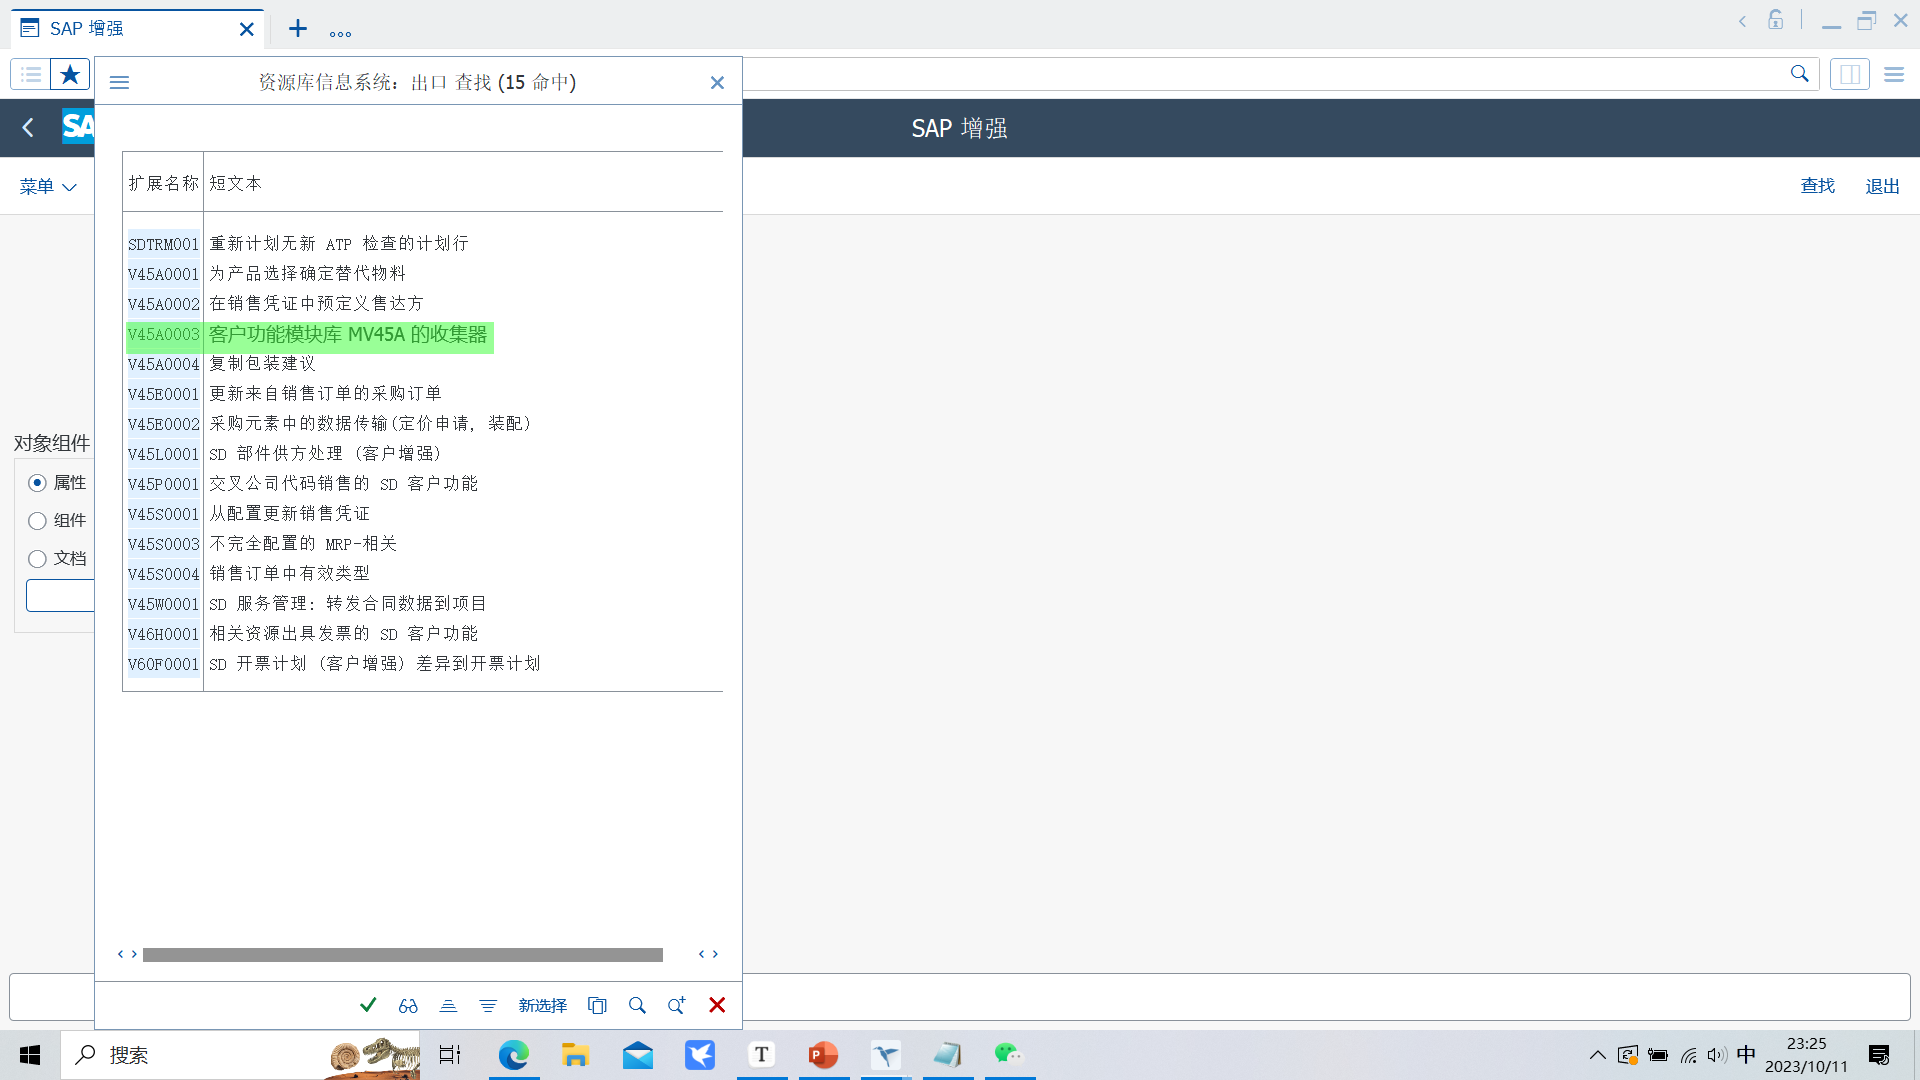 SAP 增强
资源库信息系统：出口 查找 (15 命中)
SA
SAP 增强
菜单
查找
退出
扩展名称 短文本
SDTRM001 重新计划无新 ATP 检查的计划行
V45A0001 为产品选择确定替代物料
V45A0002 在销售凭证中预定义售达方
V45A0003 客户功能模块库 MV45A 的收集器
V45A0004 复制包装建议
V45E0001 更新来自销售订单的采购订单
V45E0002 采购元素中的数据传输(定价申请, 装配)
V45L0001 SD 部件供方处理 (客户增强)
V45P0001 交叉公司代码销售的 SD 客户功能
V45S0001 从配置更新销售凭证
V45S0003 不完全配置的 MRP-相关
V45S0004 销售订单中有效类型
V45W0001 SD 服务管理: 转发合同数据到项目
V46H0001 相关资源出具发票的 SD 客户功能
V60F0001 SD 开票计划 (客户增强) 差异到开票计划
对象组件
属性
组件
文档
新选择
搜索
T
P
中
23:25
2023/10/11